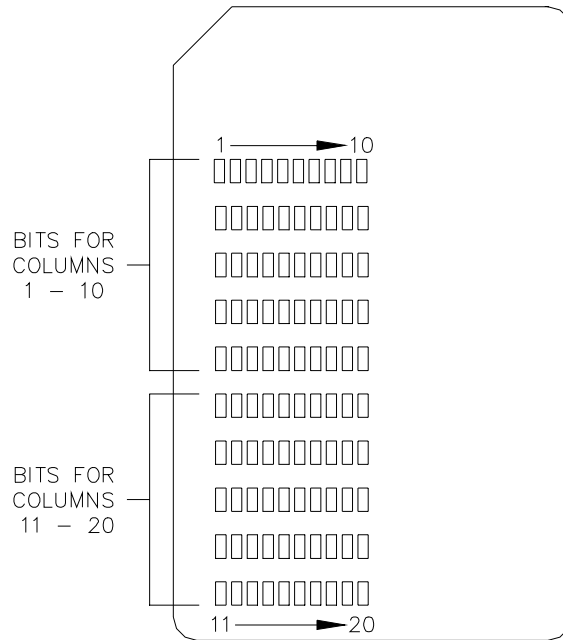 1 10
BITS FOR
COLUMNS
1 – 10
BITS FOR
COLUMNS
11 – 20
11 20